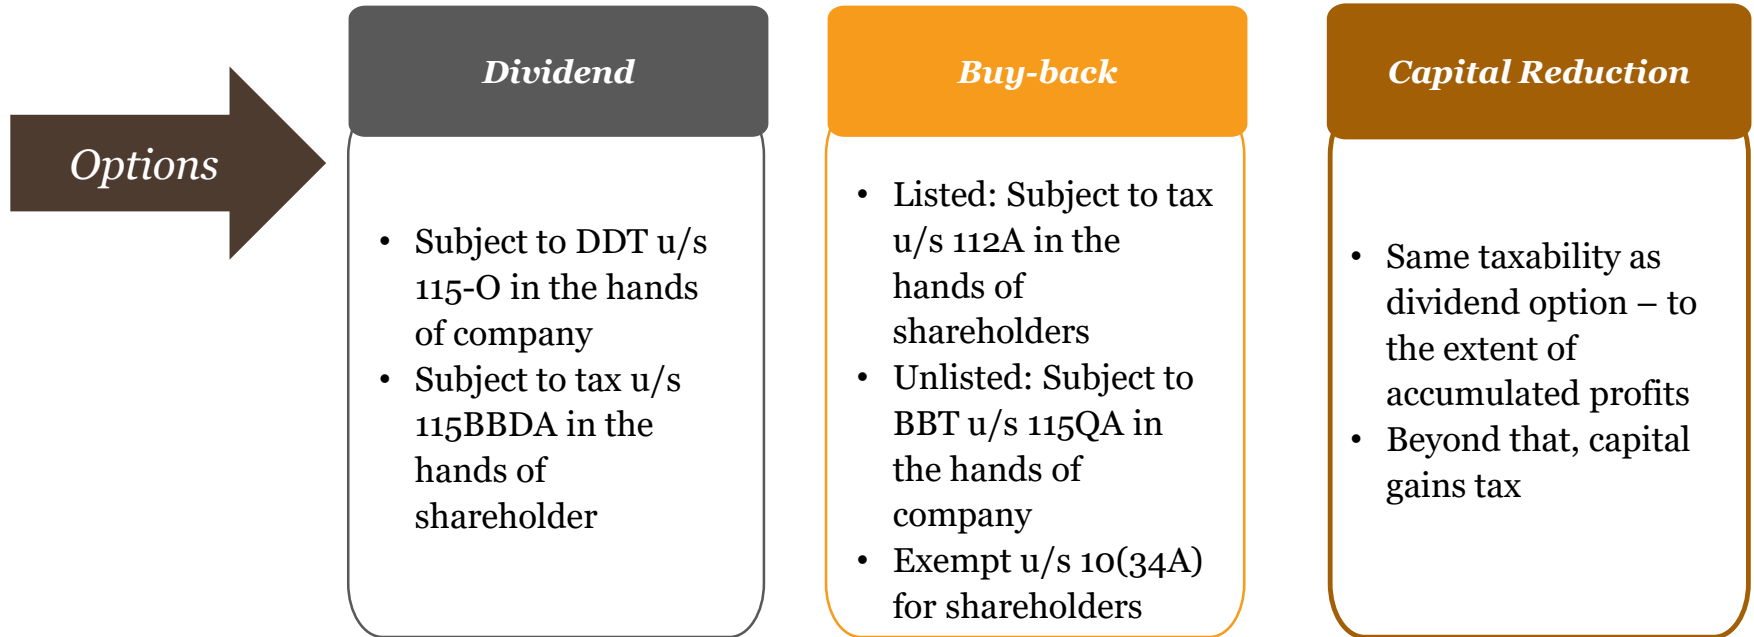 Options
Dividend
• Subject to DDT u/s
115-O in the hands
of company
• Subject to tax u/s
115BBDA in the
hands of
shareholder
Buy-back
• Listed: Subject to tax
u/s 112A in the
hands of
shareholders
• Unlisted: Subject to
BBT u/s 115QA in
the hands of
company
• Exempt u/s 10(34A)
for shareholders
Capital Reduction
• Same taxability as
dividend option – to
the extent of
accumulated profits
• Beyond that, capital
gains tax